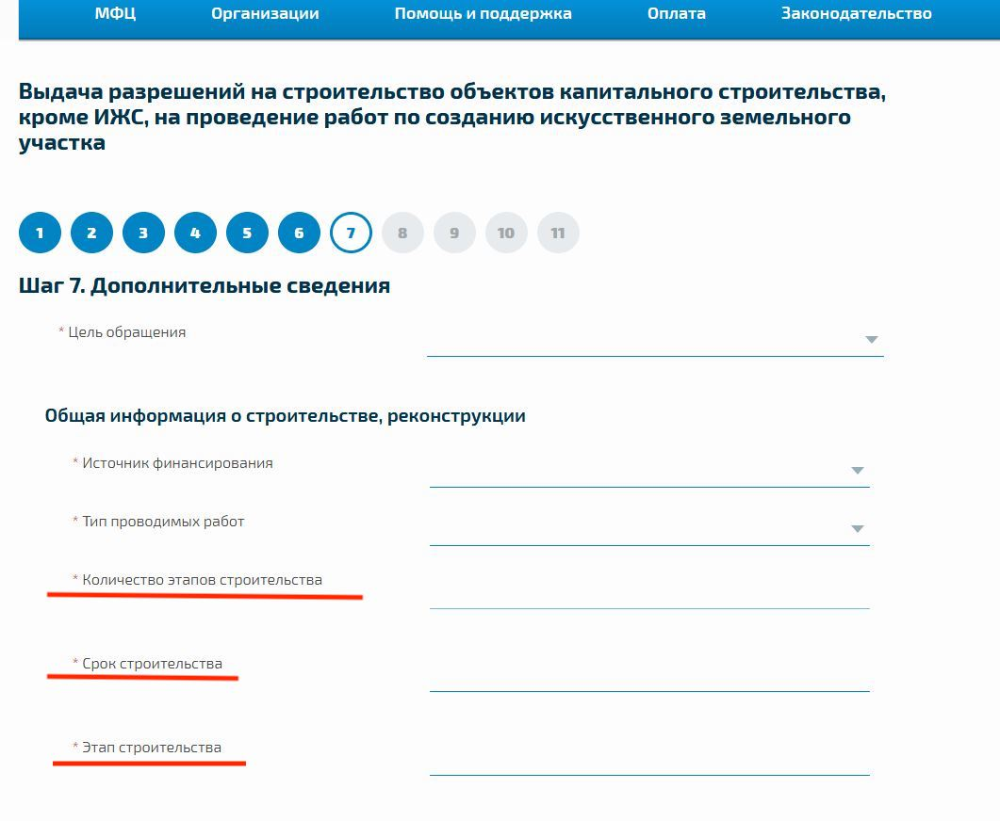 МФЦ Организации Помощь и поддержка Оплата Законодательство
Выдача разрешений на строительство объектов капитального строительства,
кроме ИЖС, на проведение работ по созданию искусственного земельного
участка
1 2 3 4 5 6 7 8 9 10 11
Шаг 7. Дополнительные сведения
* Цель обращения
Общая информация о строительстве, реконструкции
* Источник финансирования
* Тип проводимых работ
* Количество этапов строительства
* Срок строительства
* Этап строительства